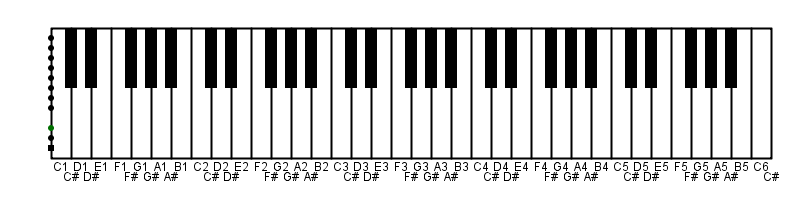 C1 D1 E1 F1 G1 A1 B1 C2 D2 E2 F2 G2 A2 B2 C3 D3 E3 F3 G3 A3 B3 C4 D4 E4 F4 G4 A4 B4 C5 D5 E5 F5 G5 A5 B5 C6
C# D# F# G# A# C# D# F# G# A# C# D# F# G# A# C# D# F# G# A# C# D# F# G# A# C#